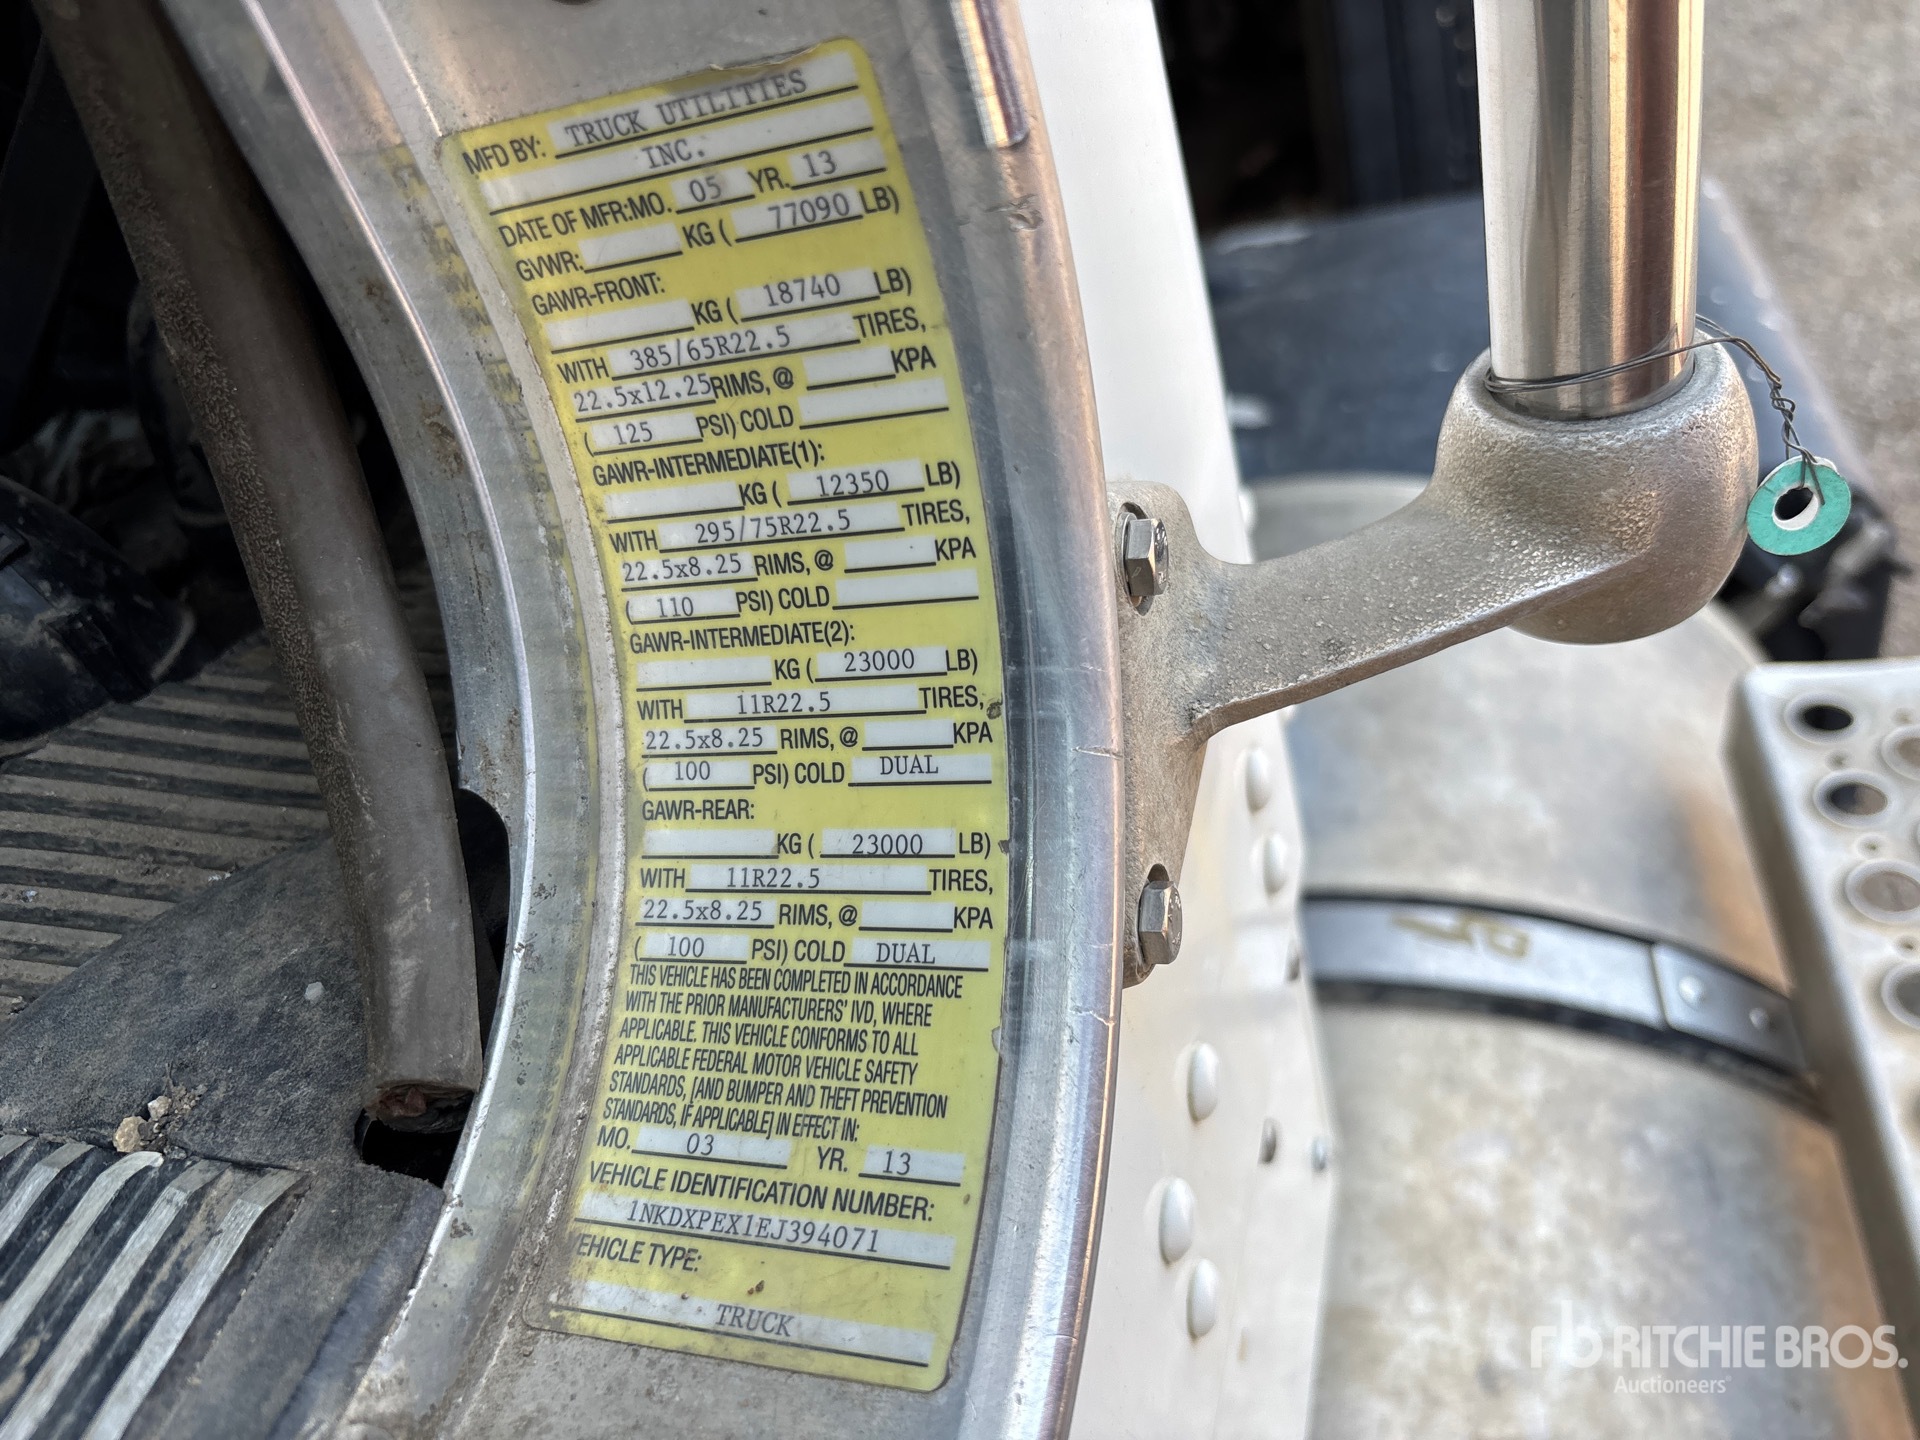 MFD BY: TRUCK UTILITIES
INC.
DATE OF MFR:MO. 05 YR. 13
GVWR: KG ( 77090 LB)
GAWR-FRONT:
KG ( 18740 LB)
WITH 385/65R22.5 TIRES,
22.5x12.25 RIMS, @ KPA
( 125 PSI) COLD
GAWR-INTERMEDIATE(1):
KG ( 12350 LB)
WITH 295/75R22.5 TIRES,
22.5x8.25 RIMS, @ KPA
( 110 PSI) COLD
GAWR-INTERMEDIATE(2):
KG ( 23000 LB)
WITH 11R22.5 TIRES,
22.5x8.25 RIMS, @ KPA
( 100 PSI) COLD DUAL
GAWR-REAR:
KG ( 23000 LB)
WITH 11R22.5 TIRES,
22.5x8.25 RIMS, @ KPA
( 100 PSI) COLD DUAL
THIS VEHICLE HAS BEEN COMPLETED IN ACCORDANCE
WITH THE PRIOR MANUFACTURERS' IVD, WHERE
APPLICABLE. THIS VEHICLE CONFORMS TO ALL
APPLICABLE FEDERAL MOTOR VEHICLE SAFETY
STANDARDS, [AND BUMPER AND THEFT PREVENTION
STANDARDS, IF APPLICABLE] IN EFFECT IN:
MO. 03 YR. 13
VEHICLE IDENTIFICATION NUMBER:
1NKDXPEX1EJ394071
EHICLE TYPE:
TRUCK
rb RITCHIE BROS.
Auctioneers